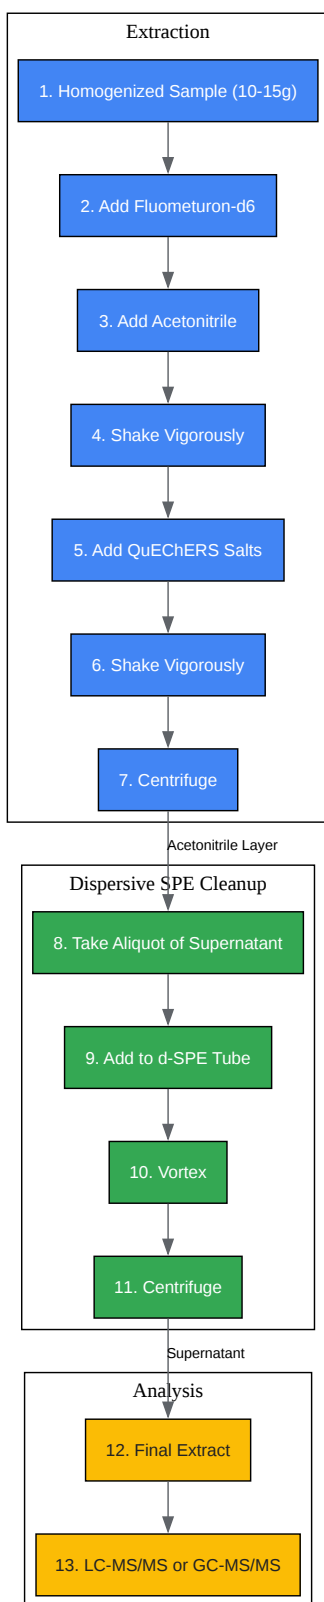 Extraction
1. Homogenized Sample (10-15g)
2. Add Fluometuron-d6
3. Add Acetonitrile
4. Shake Vigorously
5. Add QuEChERS Salts
6. Shake Vigorously
7. Centrifuge
Acetonitrile Layer
Dispersive SPE Cleanup
8. Take Aliquot of Supernatant
9. Add to d-SPE Tube
10. Vortex
11. Centrifuge
Supernatant
Analysis
12. Final Extract
13. LC-MS/MS or GC-MS/MS